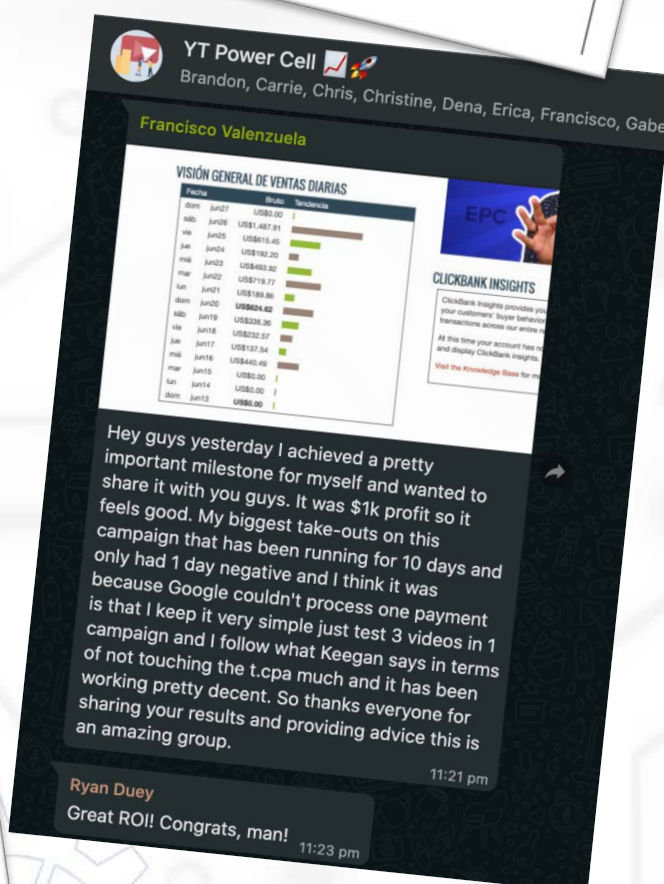 YT Power Cell 📈🚀
Brandon, Carrie, Chris, Christine, Dena, Erica, Francisco, Gabe
Francisco Valenzuela
VISIÓN GENERAL DE VENTAS DIARIAS
Fecha Bruto Tendencia
dom jun27 US$0.00
sáb jun26 US$1,487.91
vie jun25 US$615.45
jue jun24 US$192.20
mié jun23 US$493.92
mar jun22 US$719.77
lun jun21 US$189.86
dom jun20 US$624.62
sáb jun19 US$336.36
vie jun18 US$232.57
jue jun17 US$137.54
mié jun16 US$440.49
mar jun15 US$0.00
lun jun14 US$0.00
dom jun13 US$0.00
EPC
CLICKBANK INSIGHTS
ClickBank Insights provides you
your customers' buyer behavior
transactions across our entire
At this time your account has
and display ClickBank insights.
Visit the Knowledge Base for
Hey guys yesterday I achieved a pretty
important milestone for myself and wanted to
share it with you guys. It was $1k profit so it
feels good. My biggest take-outs on this
campaign that has been running for 10 days and
only had 1 day negative and I think it was
because Google couldn't process one payment
is that I keep it very simple just test 3 videos in 1
campaign and I follow what Keegan says in terms
of not touching the t.cpa much and it has been
working pretty decent. So thanks everyone for
sharing your results and providing advice this is
an amazing group.
11:21 pm
Ryan Duey
Great ROI! Congrats, man!
11:23 pm